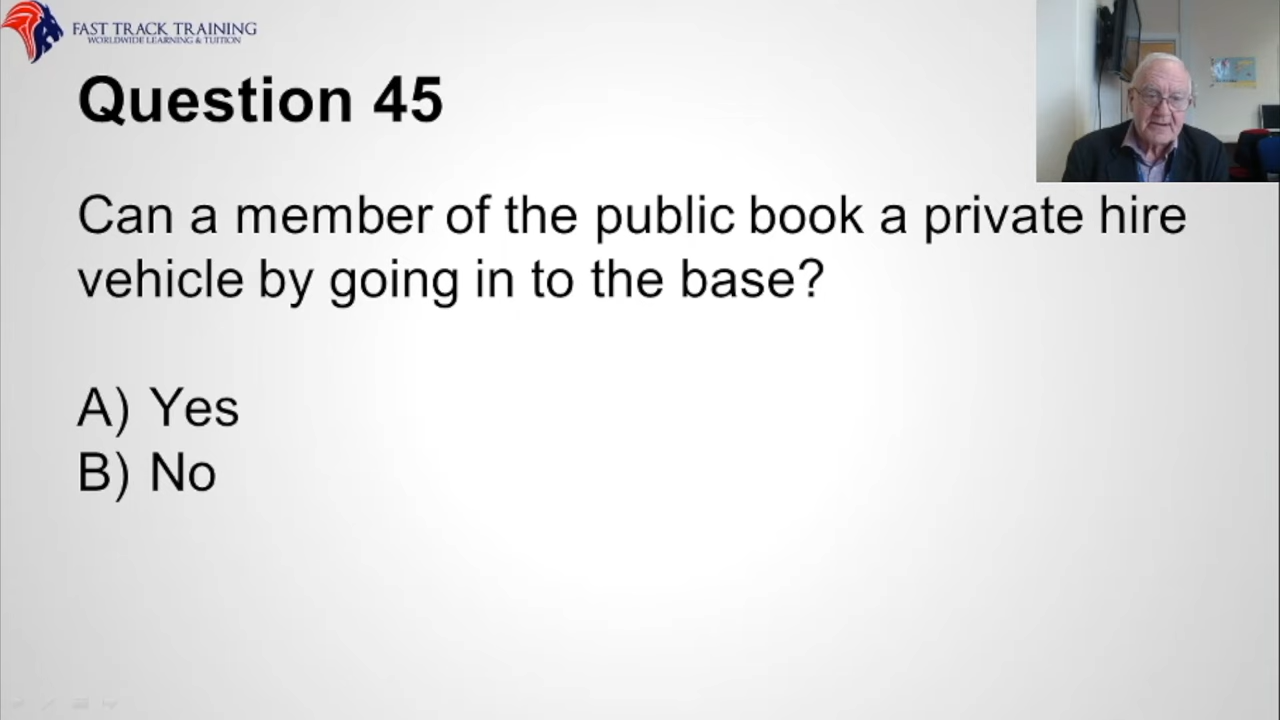 FAST TRACK TRAINING
WORLDWIDE LEARNING & TUITION
Question 45
Can a member of the public book a private hire
vehicle by going in to the base?
A) Yes
B) No